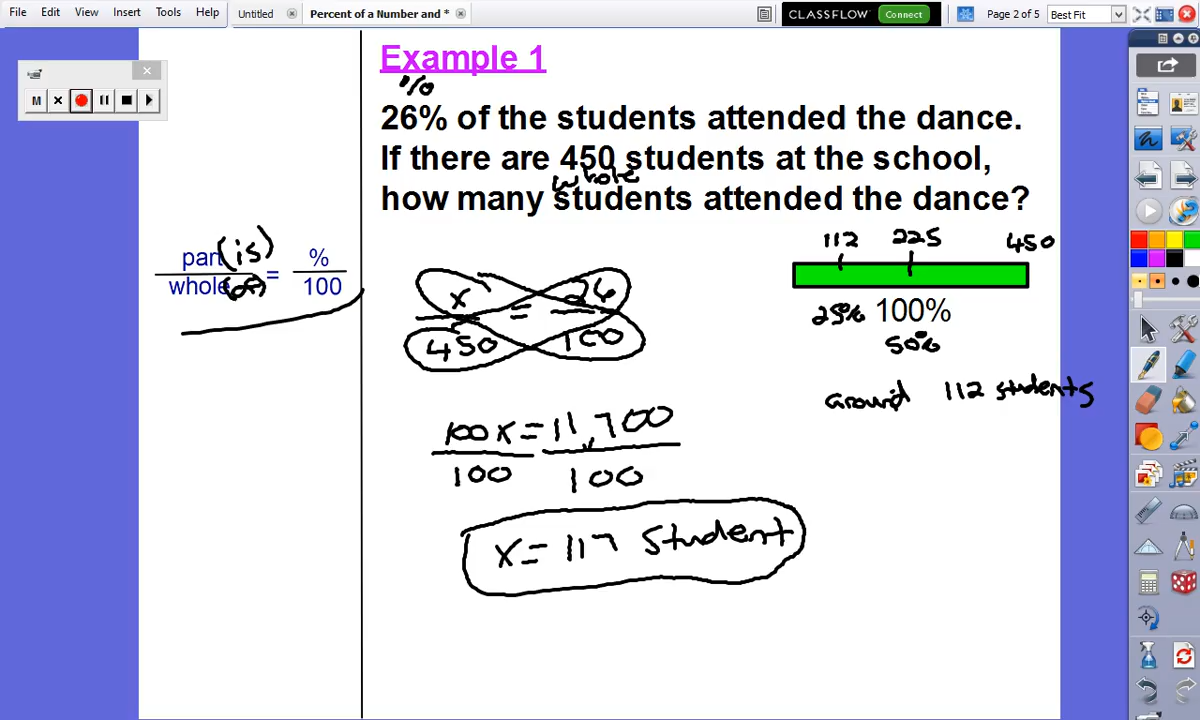 File Edit View Insert Tools Help Untitled Percent of a Number and * CLASSFLOW Connect Page 2 of 5 Best Fit
M
Example 1
%
26% of the students attended the dance.
If there are 450 students at the school,
whole
how many students attended the dance?
part (is) = %
whole (of) 100
x = 26
450 100
112 225 450
25% 100%
50%
around 112 students
100x = 11,700
100 100
x = 117 student